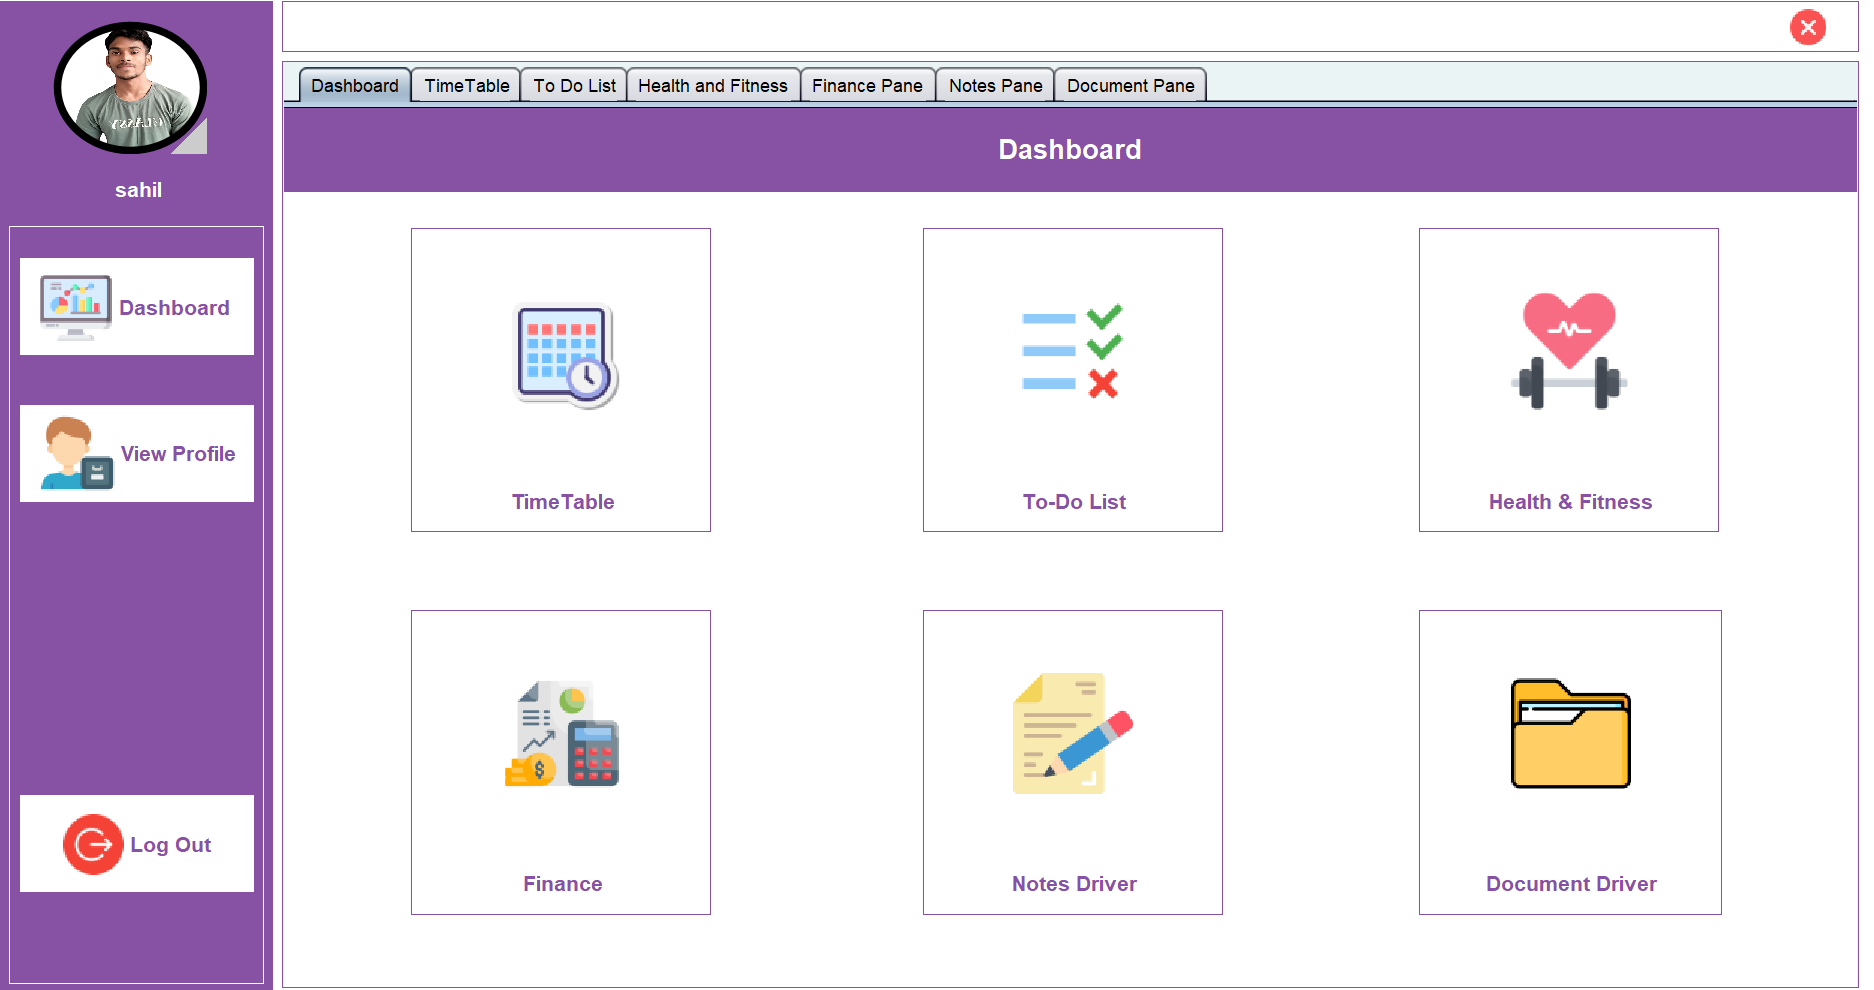 Dashboard TimeTable To Do List Health and Fitness Finance Pane Notes Pane Document Pane
Dashboard
sahil
Dashboard
View Profile
Log Out
TimeTable
To-Do List
Health & Fitness
$
Finance
Notes Driver
Document Driver